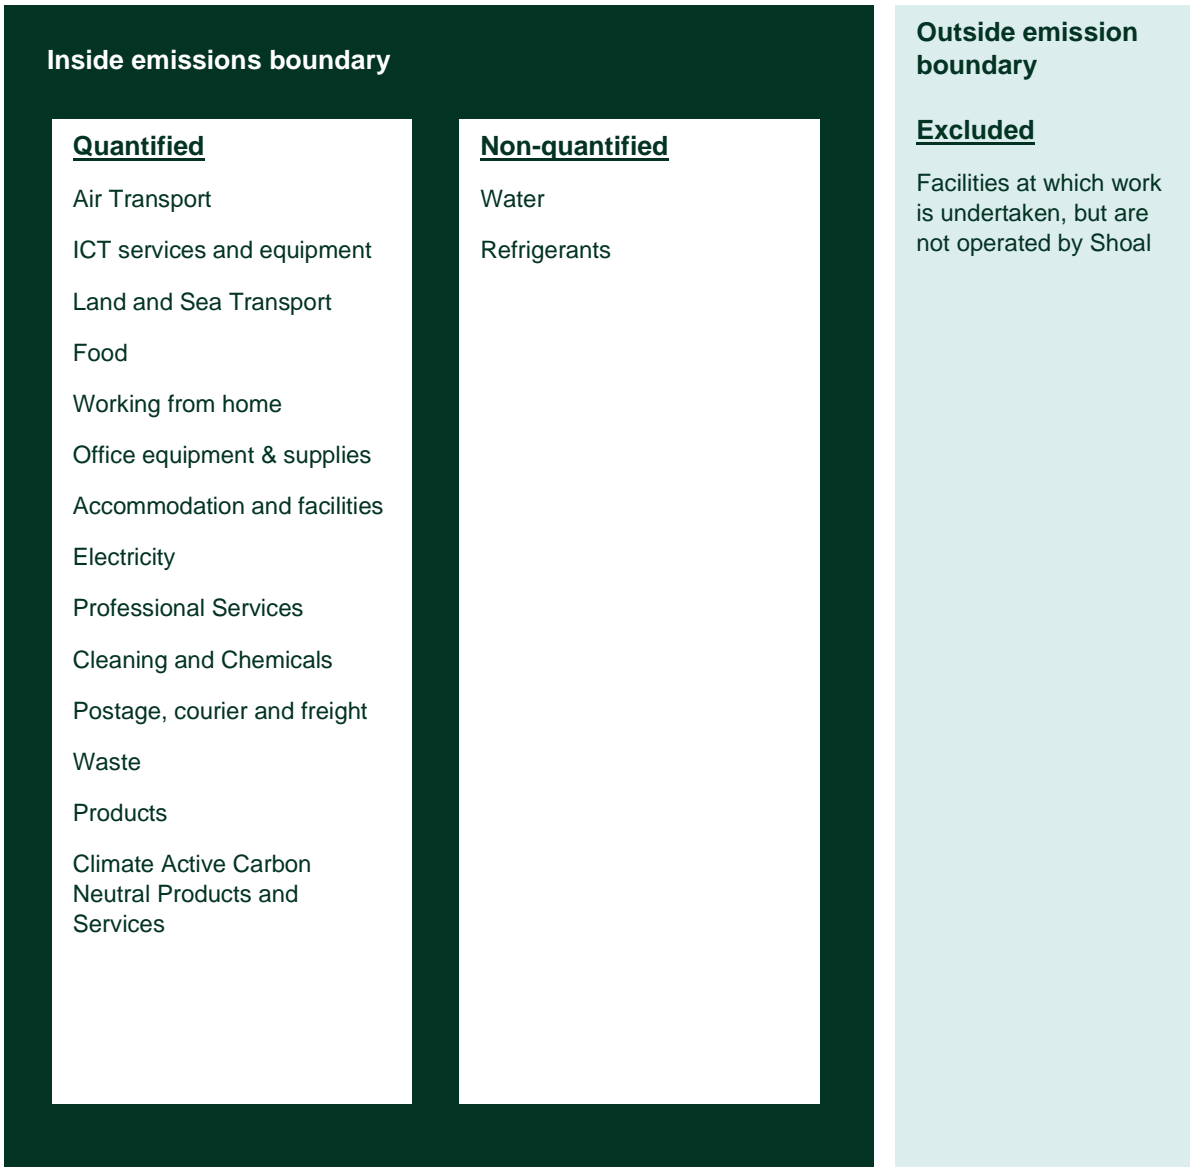 Inside emissions boundary
Quantified
Air Transport
ICT services and equipment
Land and Sea Transport
Food
Working from home
Office equipment & supplies
Accommodation and facilities
Electricity
Professional Services
Cleaning and Chemicals
Postage, courier and freight
Waste
Products
Climate Active Carbon
Neutral Products and
Services
Non-quantified
Water
Refrigerants
Outside emission
boundary
Excluded
Facilities at which work
is undertaken, but are
not operated by Shoal